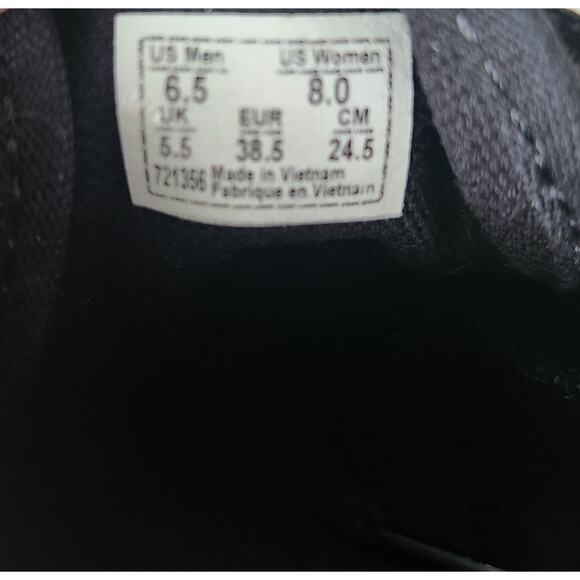 US Men US Women
6.5 8.0
UK EUR CM
5.5 38.5 24.5
721356 Made in Vietnam
Fabrique en Vietnam